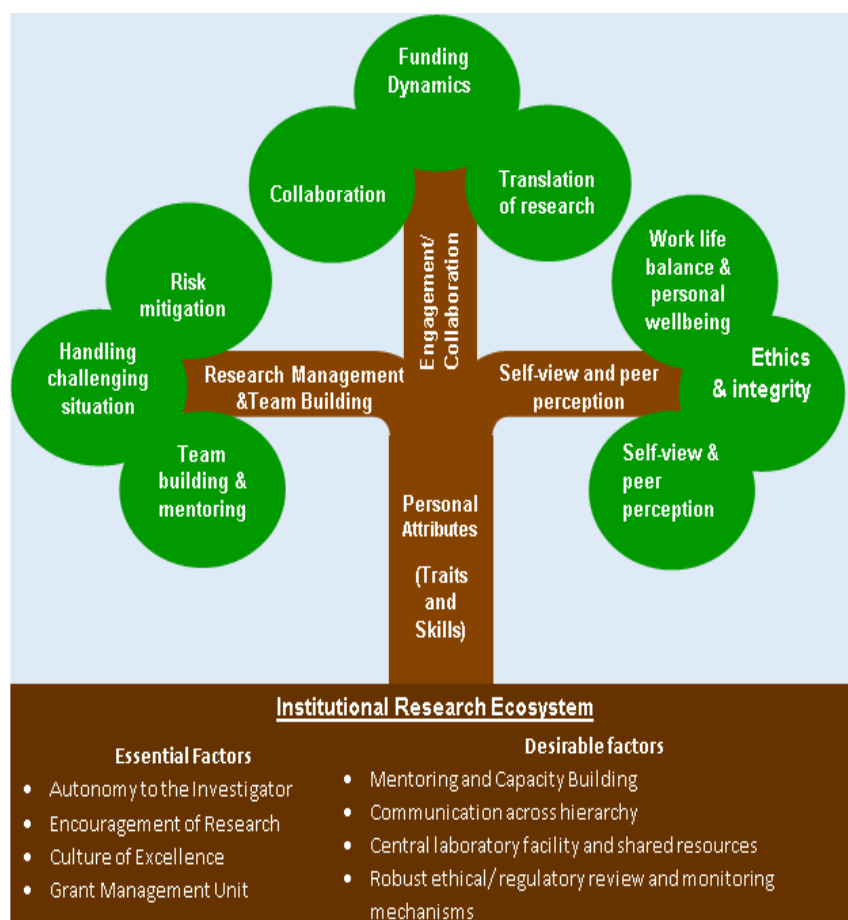 Funding
Dynamics
Collaboration
Translation
of research
Risk
mitigation
Handling
challenging
situation
Team
building &
mentoring
Work life
balance &
personal
wellbeing
Ethics
& integrity
Self-view &
peer
perception
Engagement/
Collaboration
Research Management
&Team Building
Self-view and peer
perception
Personal
Attributes
(Traits
and
Skills)
Institutional Research Ecosystem
Essential Factors
• Autonomy to the Investigator
• Encouragement of Research
• Culture of Excellence
• Grant Management Unit
Desirable factors
• Mentoring and Capacity Building
• Communication across hierarchy
• Central laboratory facility and shared resources
• Robust ethical/ regulatory review and monitoring
mechanisms